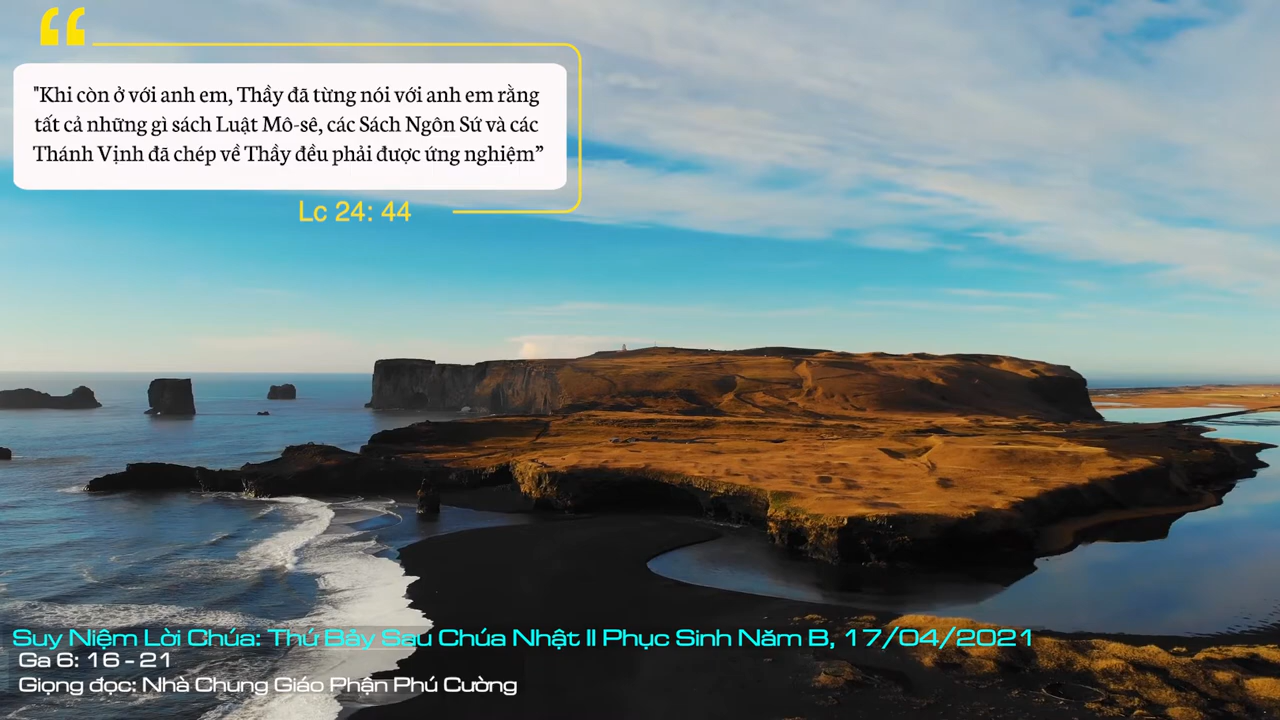 "Khi còn ở với anh em, Thầy đã từng nói với anh em rằng
tất cả những gì sách Luật Mô-sê, các Sách Ngôn Sứ và các
Thánh Vịnh đã chép về Thầy đều phải được ứng nghiệm”
Lc 24: 44
Suy Niệm Lời Chúa: Thứ Bảy Sau Chúa Nhật II Phục Sinh Năm B, 17/04/2021
Ga 6: 16 - 21
Giọng đọc: Nhà Chung Giáo Phận Phú Cường